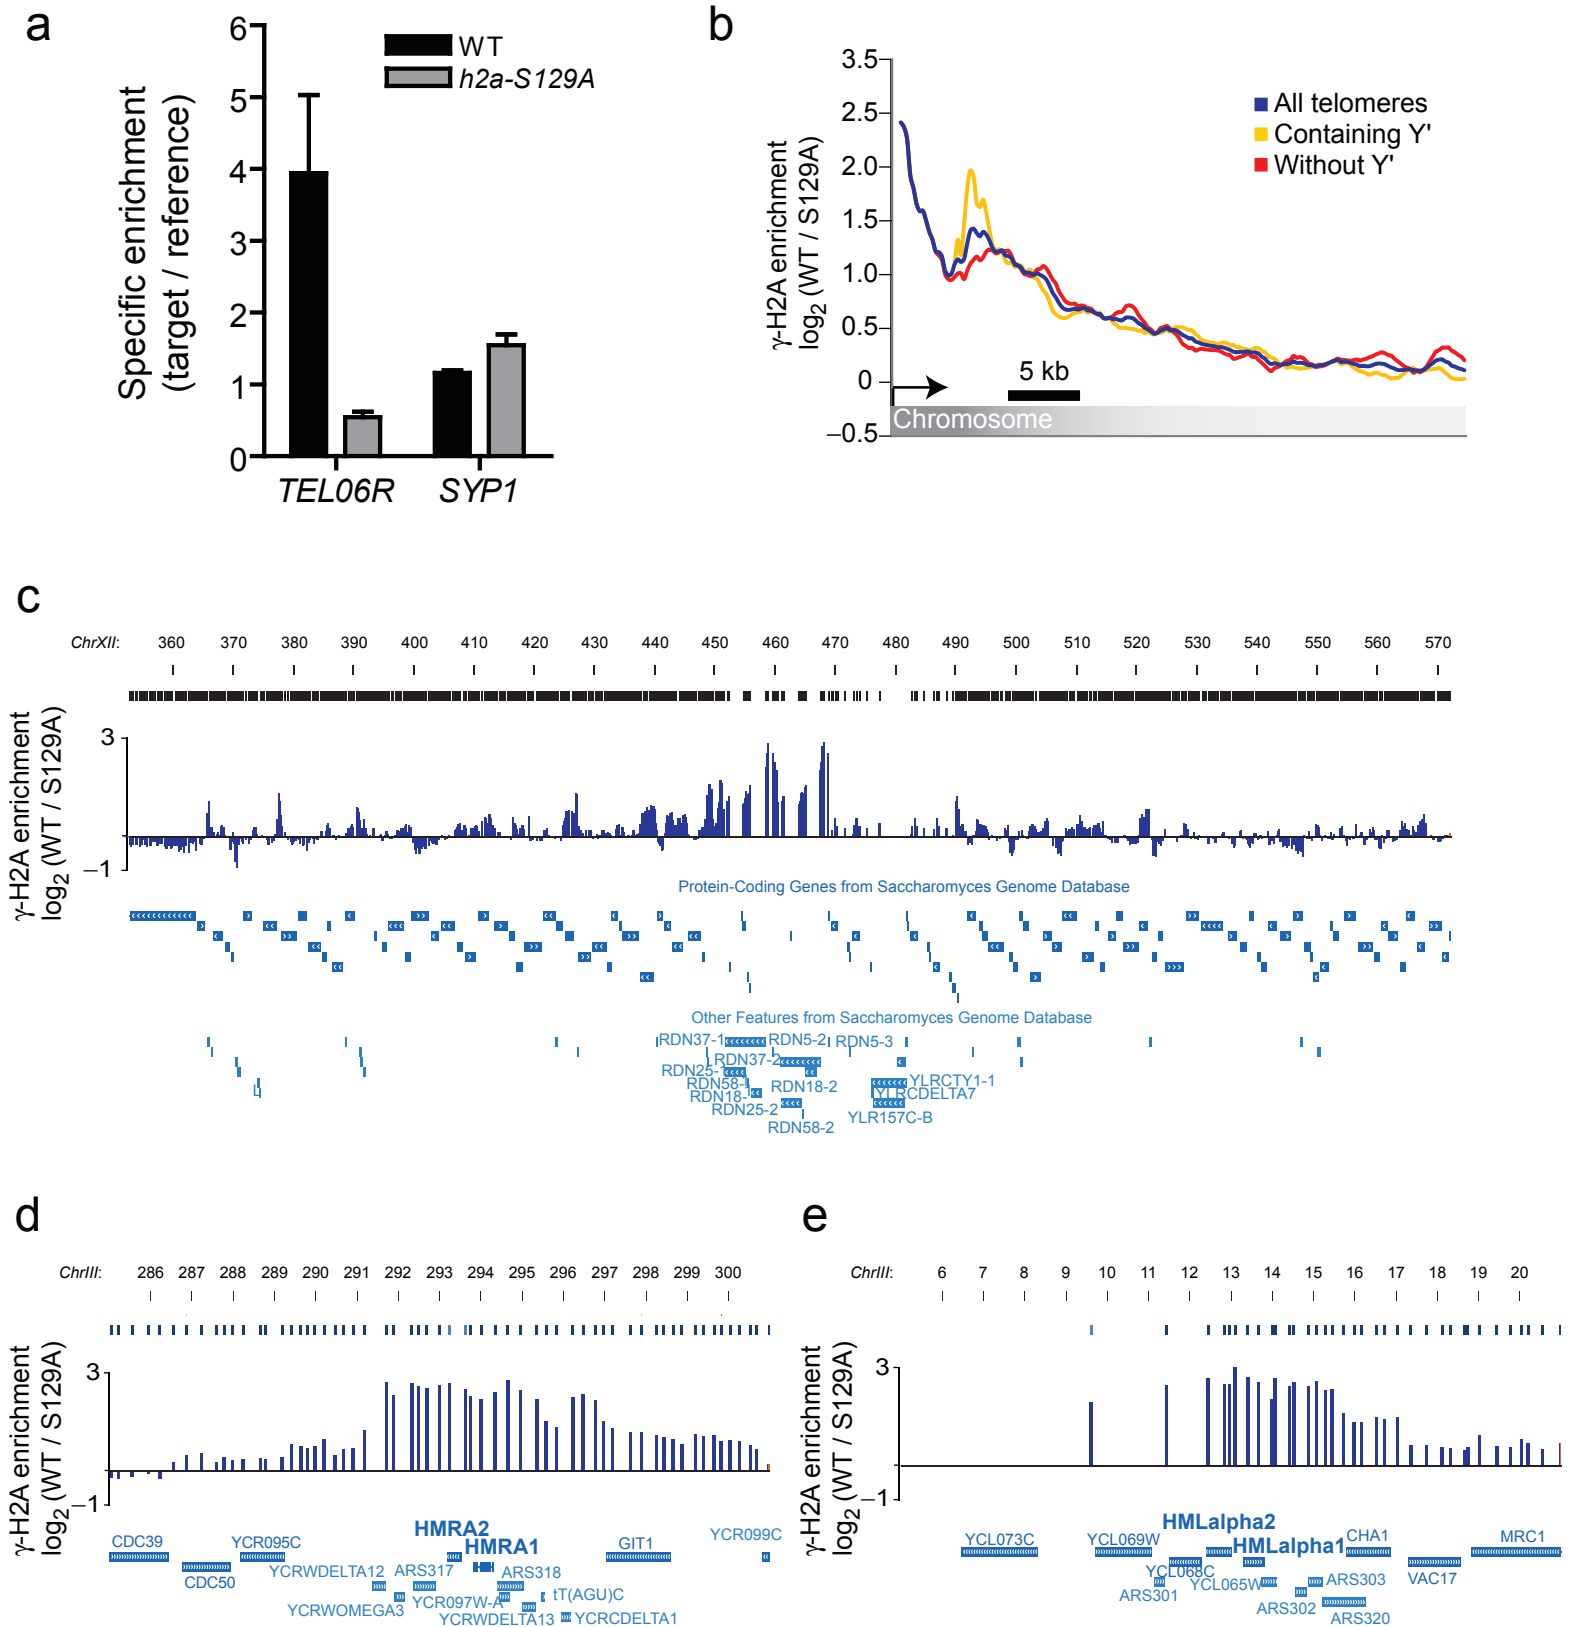 a
6
5
4
3
2
1
0
Specific enrichment
(target / reference)
WT
h2a-S129A
TEL06R
SYP1
b
3.5
2.5
2.0
1.5
1.0
0.5
0
−0.5
γ-H2A enrichment
log2 (WT / S129A)
All telomeres
Containing Y'
Without Y'
5 kb
Chromosome
c
ChrXII: 360 370 380 390 400 410 420 430 440 450 460 470 480 490 500 510 520 530 540 550 560 570
γ-H2A enrichment
log2 (WT / S129A)
3
−1
Protein-Coding Genes from Saccharomyces Genome Database
Other Features from Saccharomyces Genome Database
RDN37-1 RDN5-2 RDN5-3
RDN37-2
RDN25-1
RDN58- RDN18-2 YLRCTY1-1
RDN18- YLRCDELTA7
RDN25-2 YLR157C-B
RDN58-2
d
ChrIII: 286 287 288 289 290 291 292 293 294 295 296 297 298 299 300
γ-H2A enrichment
log2 (WT / S129A)
3
−1
HMRA2
CDC39 YCR095C HMRA1 GIT1 YCR099C
CDC50 YCRWDELTA12 ARS317 ARS318
YCRWOMEGA3 YCR097W-A tT(AGU)C
YCRWDELTA13 YCRCDELTA1
e
ChrIII: 6 7 8 9 10 11 12 13 14 15 16 17 18 19 20
γ-H2A enrichment
log2 (WT / S129A)
3
−1
HMLalpha2
YCL073C YCL069W HMLalpha1 CHA1 MRC1
YCL068C VAC17
ARS301 YCL065W ARS303
ARS302 ARS320